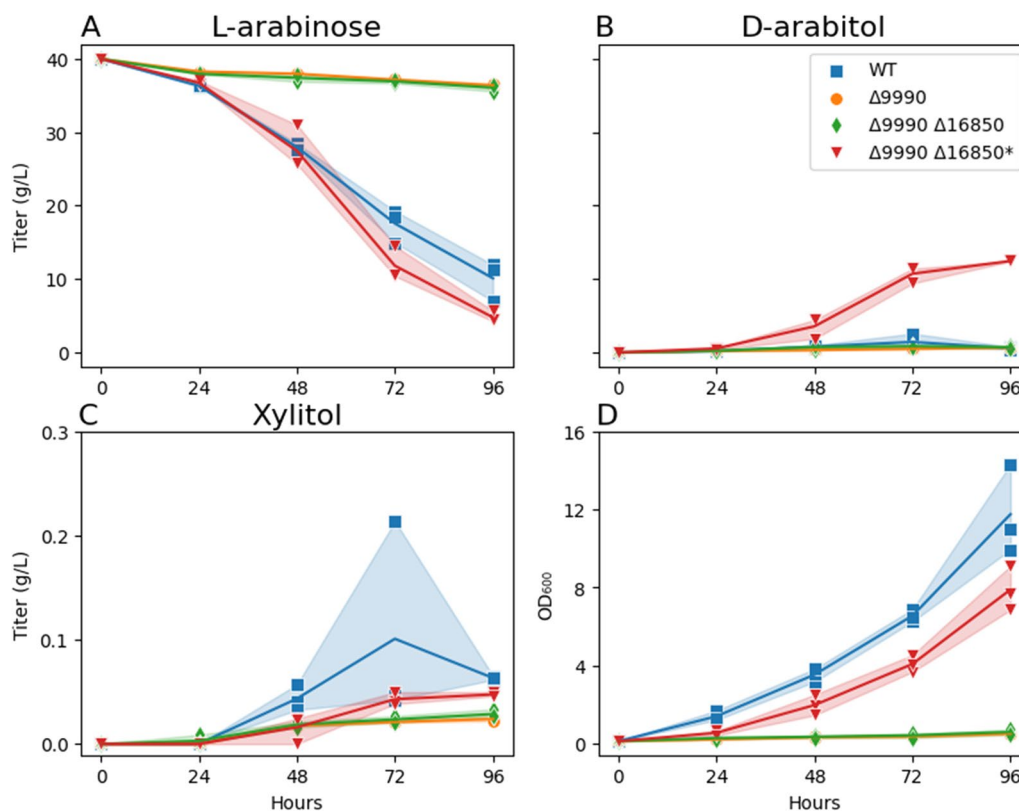 A L-arabinose
B D-arabitol
Titer (g/L)
40
30
20
10
0
0 24 48 72 96
0 24 48 72 96
WT
Δ9990
Δ9990 Δ16850
Δ9990 Δ16850*
C Xylitol
D
Titer (g/L)
0.3
0.2
0.1
0.0
0 24 48 72 96
Hours
OD₆₀₀
16
12
8
4
0
0 24 48 72 96
Hours